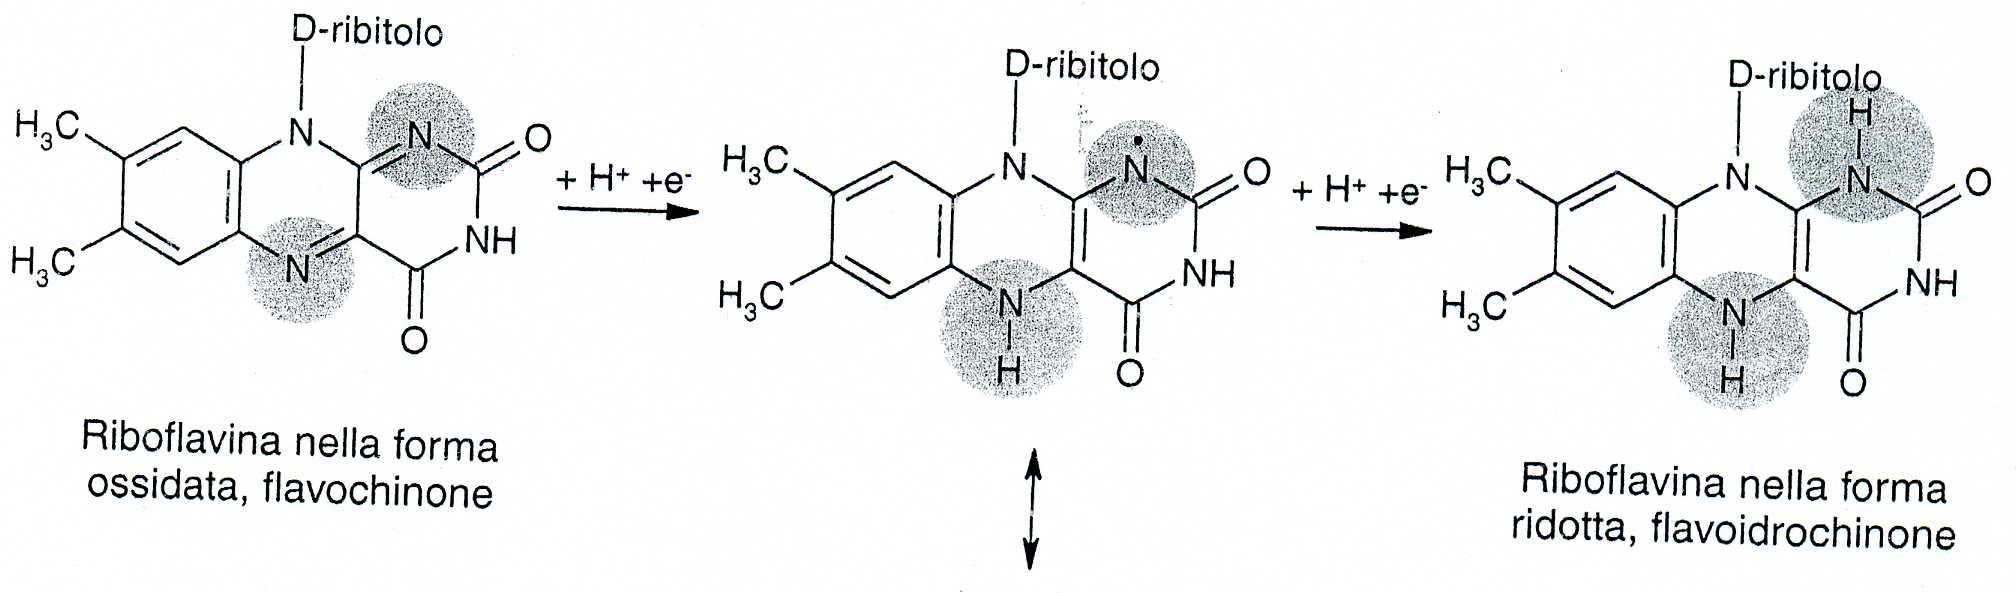 D-ribitolo
H₃C
N
N
O
H₃C
N
NH
O
+ H⁺ +e⁻
Riboflavina nella forma
ossidata, flavochinone
D-ribitolo
H₃C
N
N
O
H₃C
N
H
NH
O
+ H⁺ +e⁻
D-ribitolo
H
H₃C
N
N
O
H₃C
N
H
NH
O
Riboflavina nella forma
ridotta, flavoidrochinone